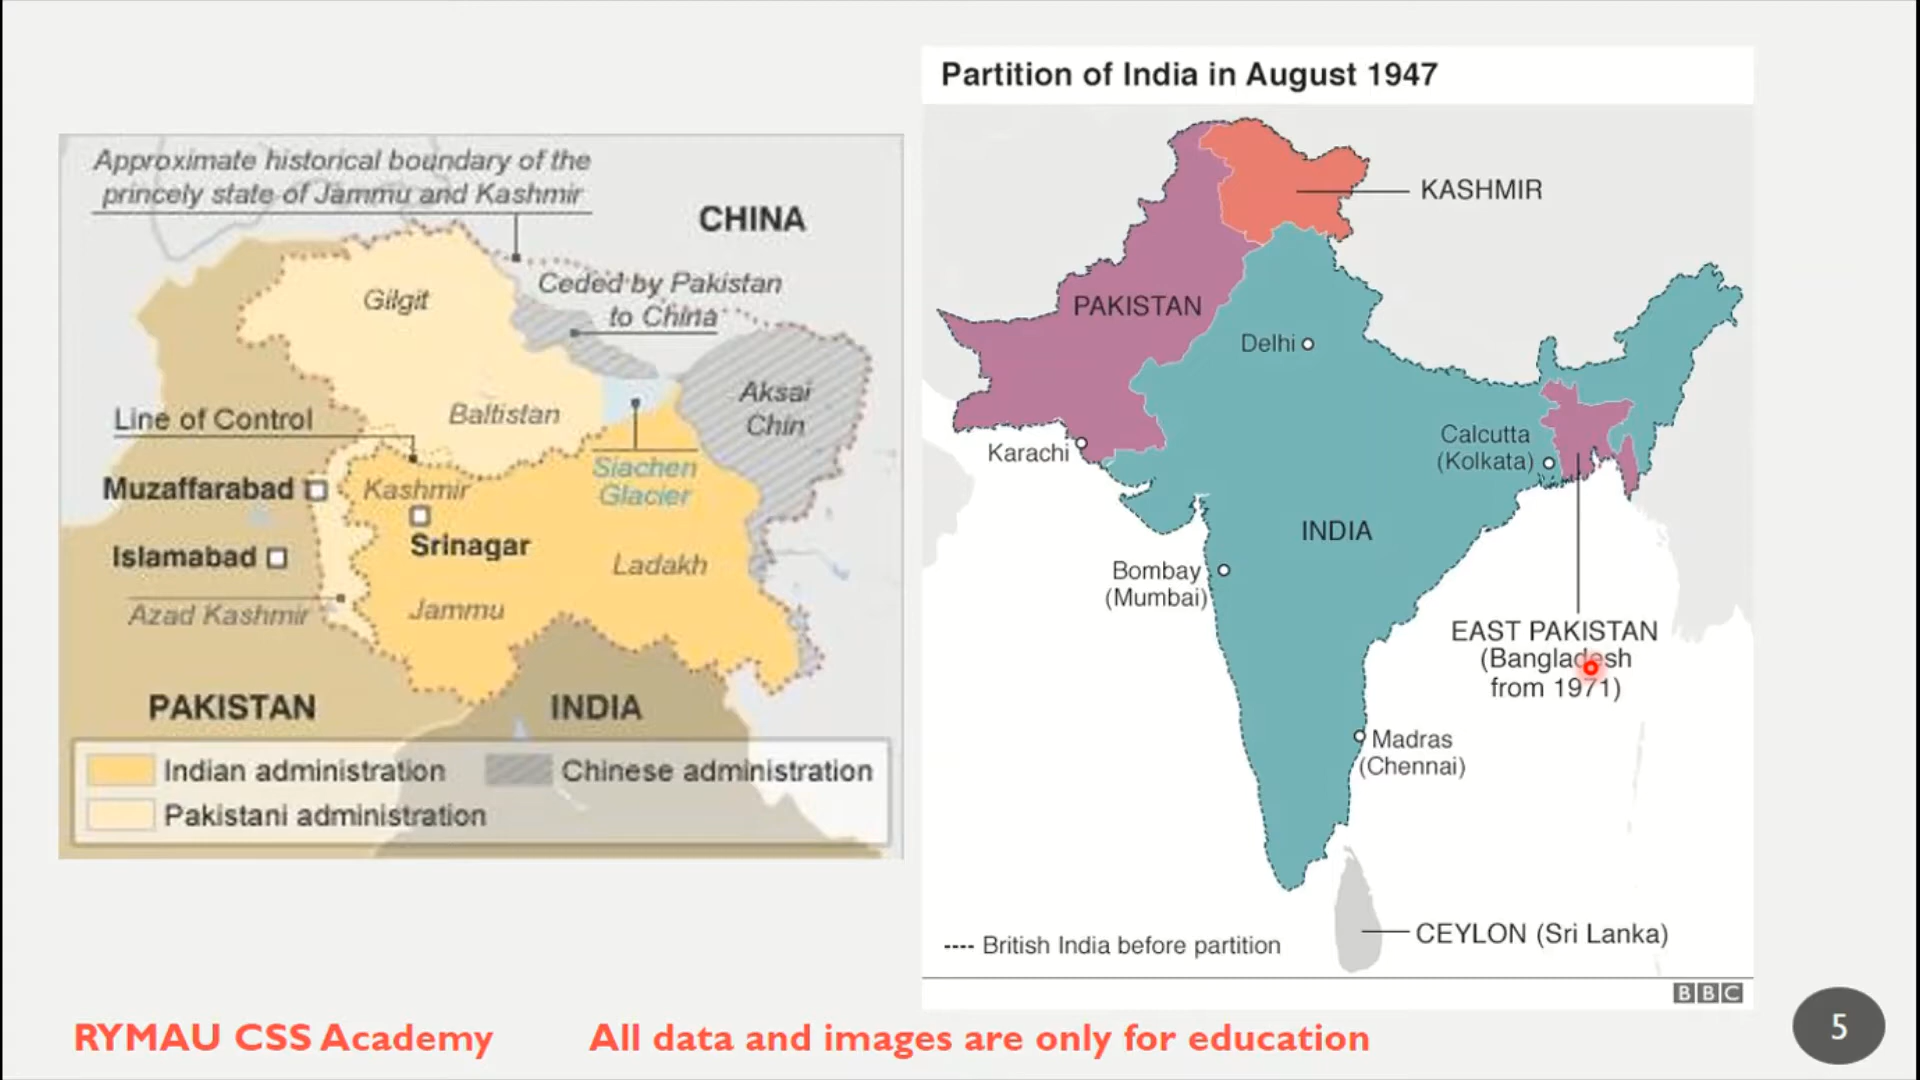 Approximate historical boundary of the
princely state of Jammu and Kashmir
CHINA
Ceded by Pakistan
to China
Gilgit
Aksai
Chin
Baltistan
Line of Control
Siachen
Glacier
Muzaffarabad
Kashmir
Srinagar
Islamabad
Ladakh
Azad Kashmir
Jammu
PAKISTAN
INDIA
Indian administration
Chinese administration
Pakistani administration
Partition of India in August 1947
KASHMIR
PAKISTAN
Delhi
Karachi
Calcutta
(Kolkata)
INDIA
Bombay
(Mumbai)
EAST PAKISTAN
(Bangladesh
from 1971)
Madras
(Chennai)
CEYLON (Sri Lanka)
---- British India before partition
BBC
RYMAU CSS Academy
All data and images are only for education
5